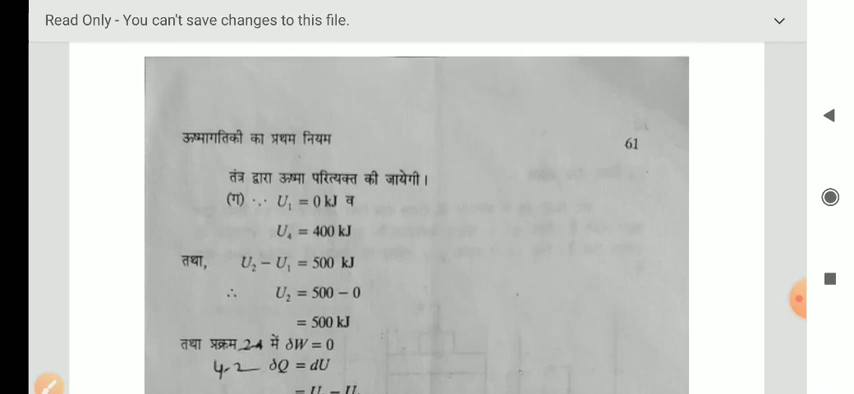 Read Only - You can't save changes to this file.
ऊष्मागतिकी का प्रथम नियम
61
तंत्र द्वारा ऊष्मा परित्यक्त की जायेगी।
(ग) ∵ U₁ = 0 kJ व
U₄ = 400 kJ
तथा, U₂ – U₁ = 500 kJ
∴ U₂ = 500 – 0
= 500 kJ
तथा प्रक्रम 2-4 में δW = 0
4-2 δQ = dU